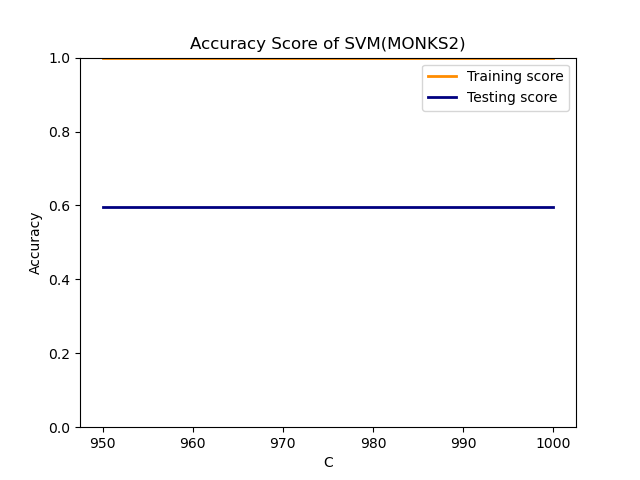 Accuracy Score of SVM(MONKS2)
1.0
Training score
Testing score
0.8
0.6
Accuracy
0.4
0.2
0.0
950 960 970 980 990 1000
C